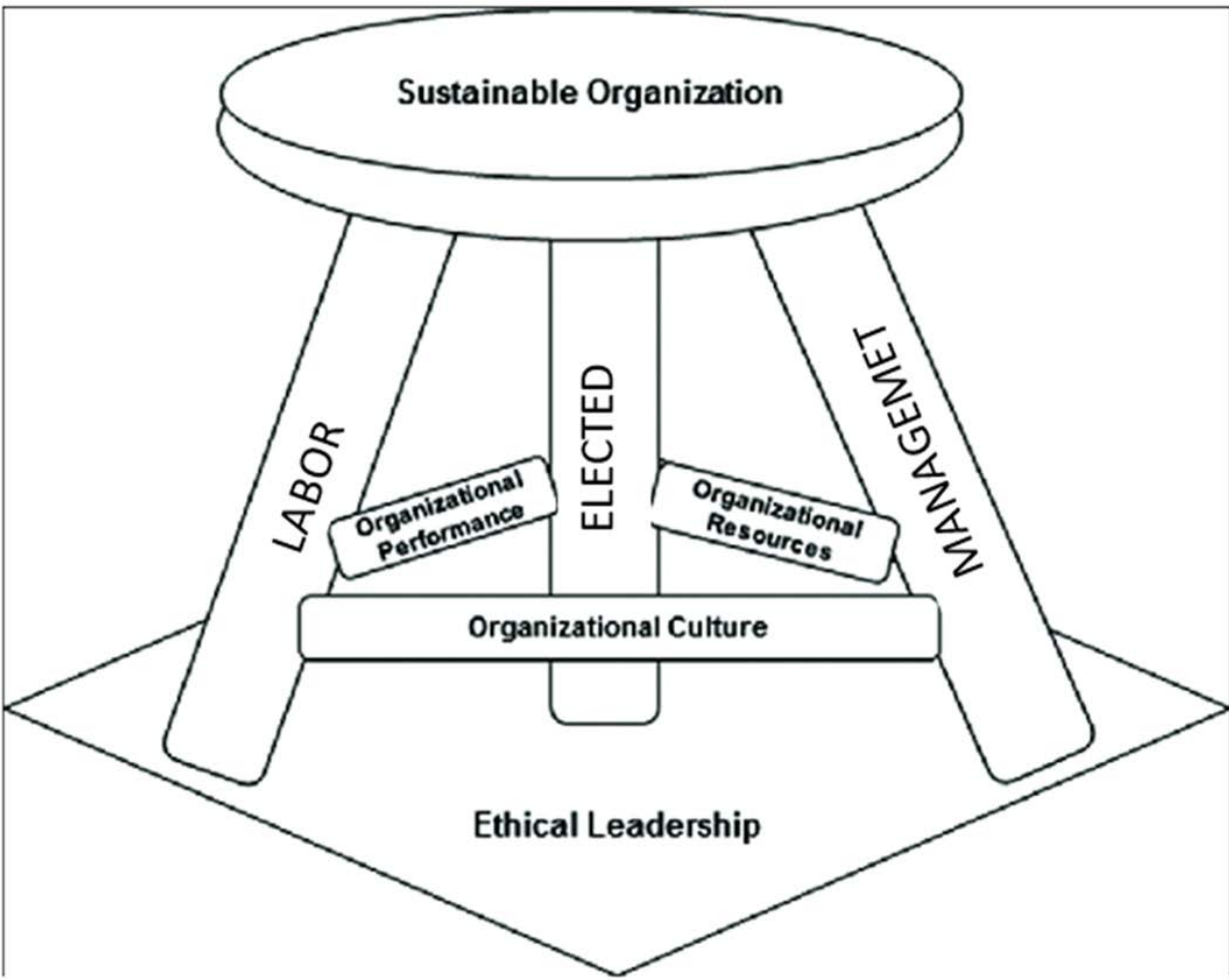 Sustainable Organization
LABOR
ELECTED
MANAGEMET
Organizational
Performance
Organizational
Resources
Organizational Culture
Ethical Leadership